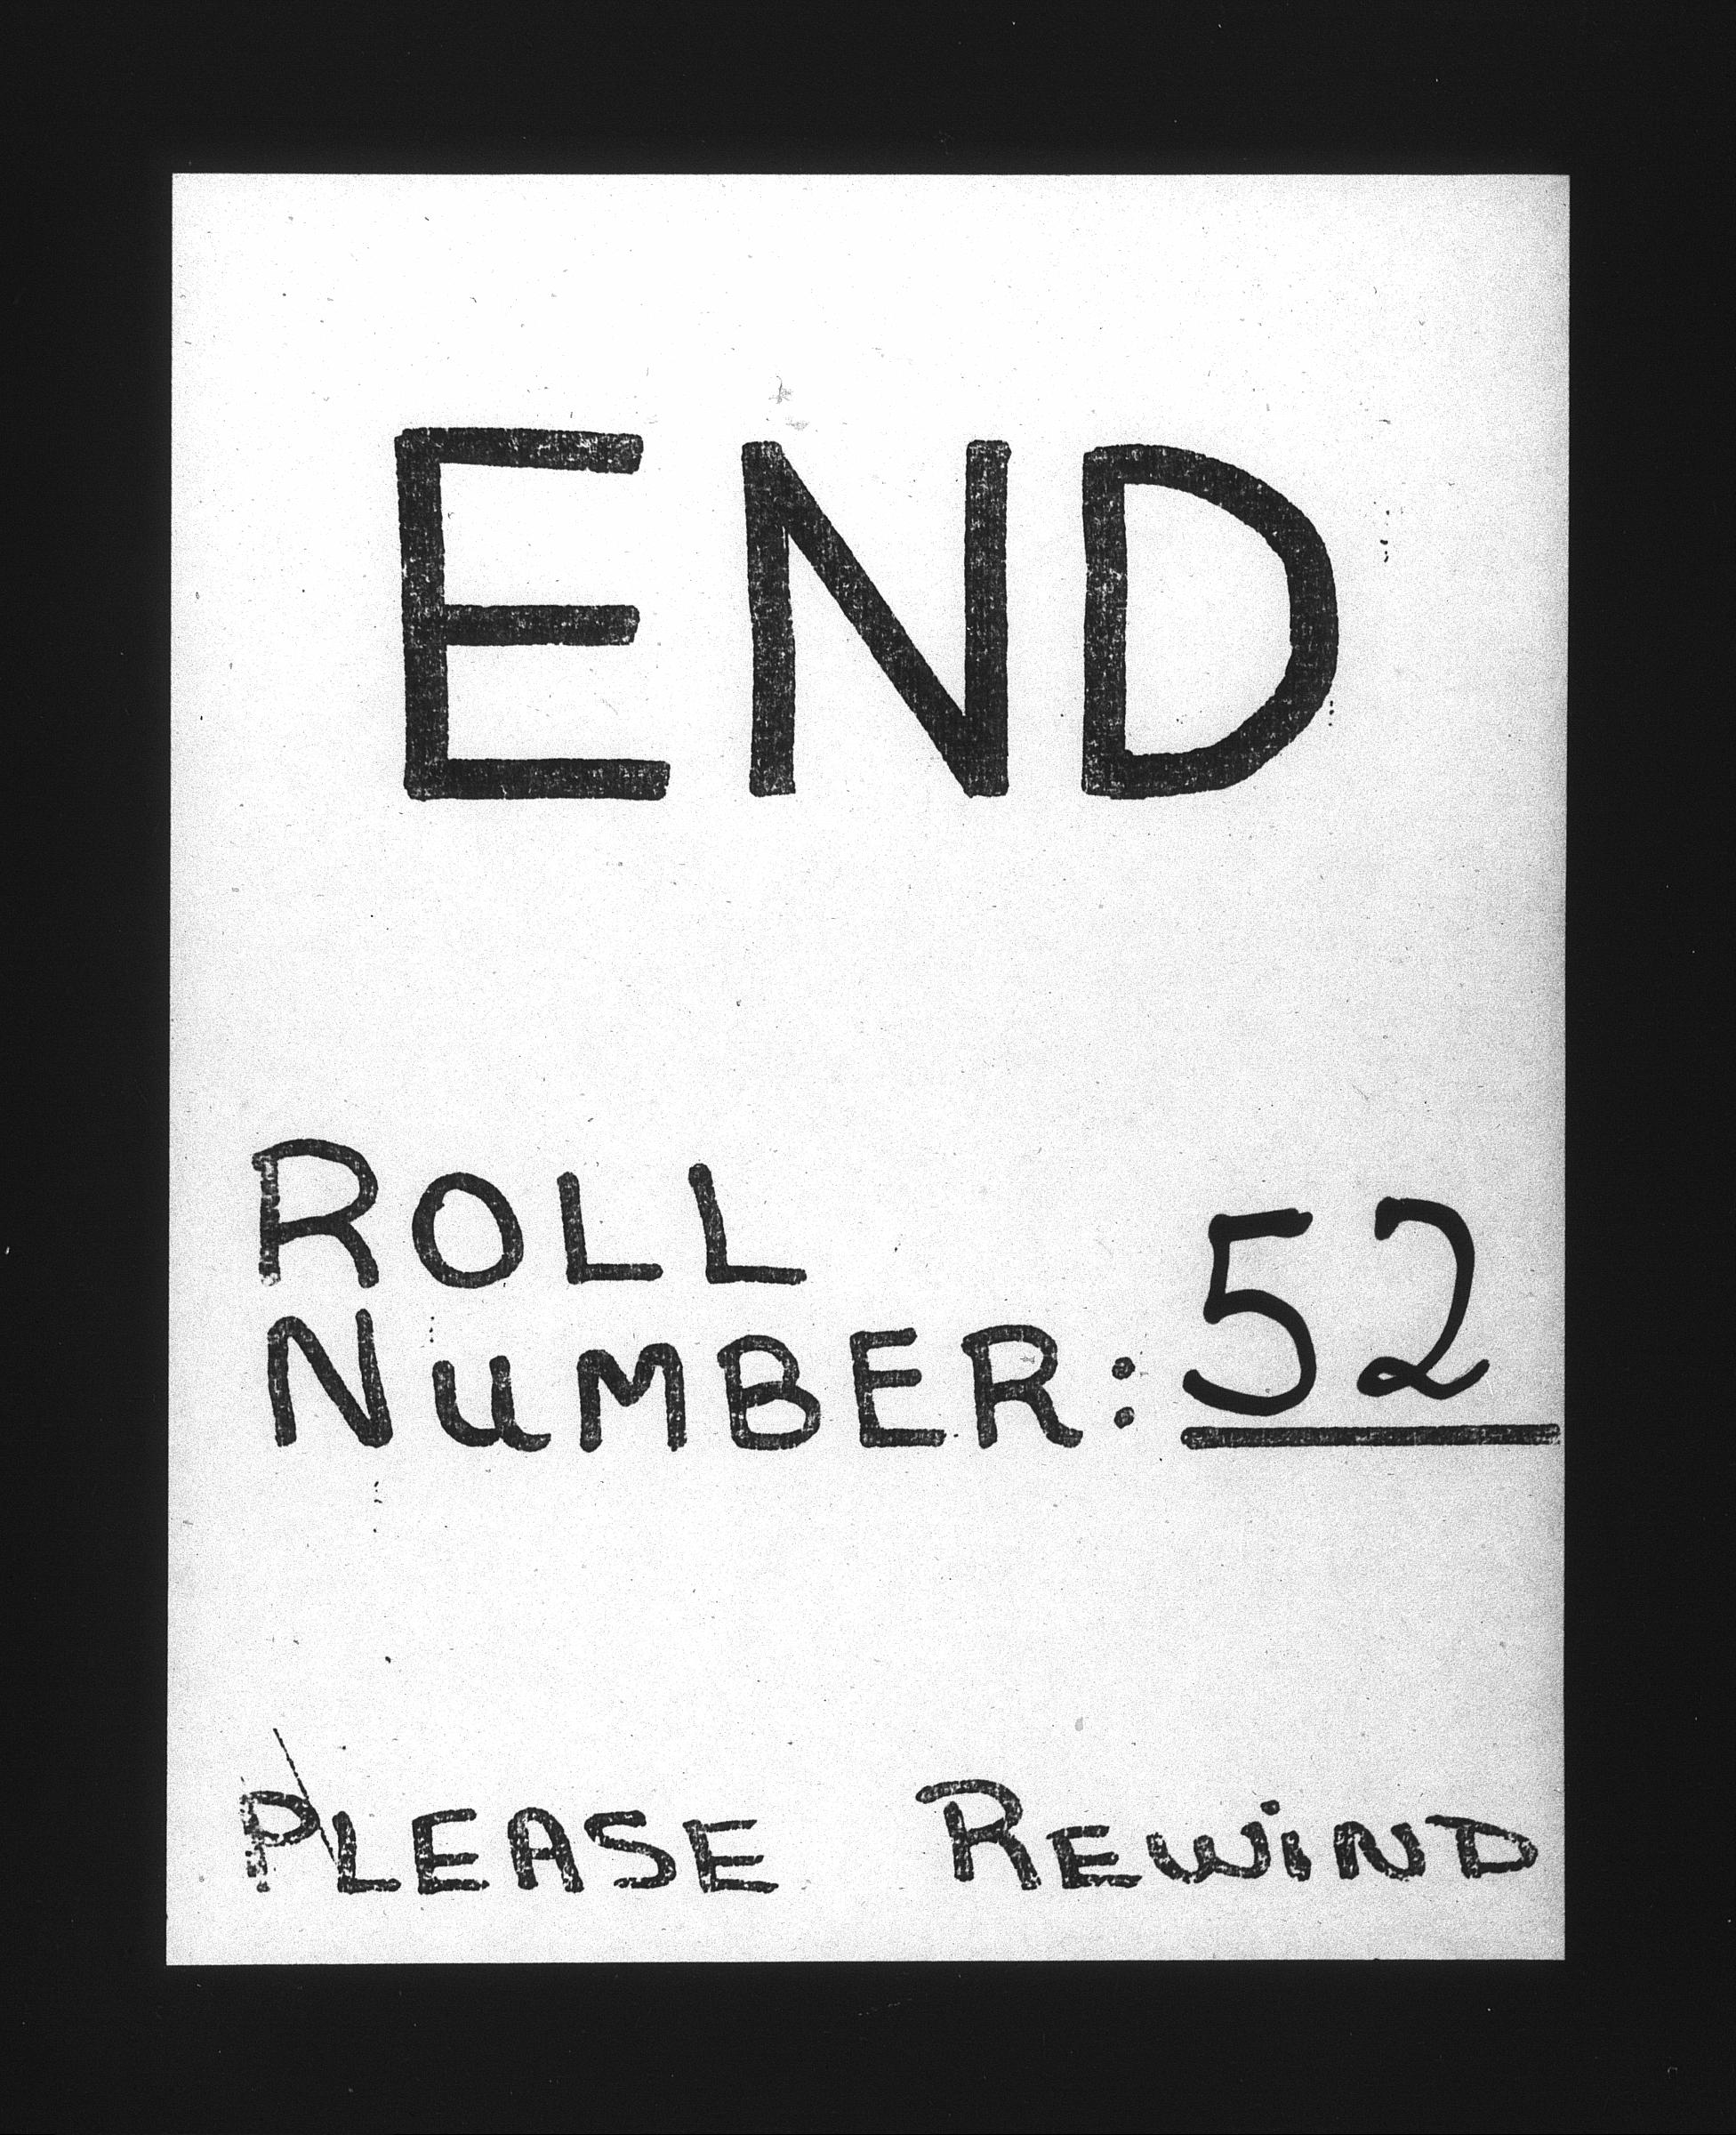 END
ROLL
NUMBER: 52
PLEASE REWIND